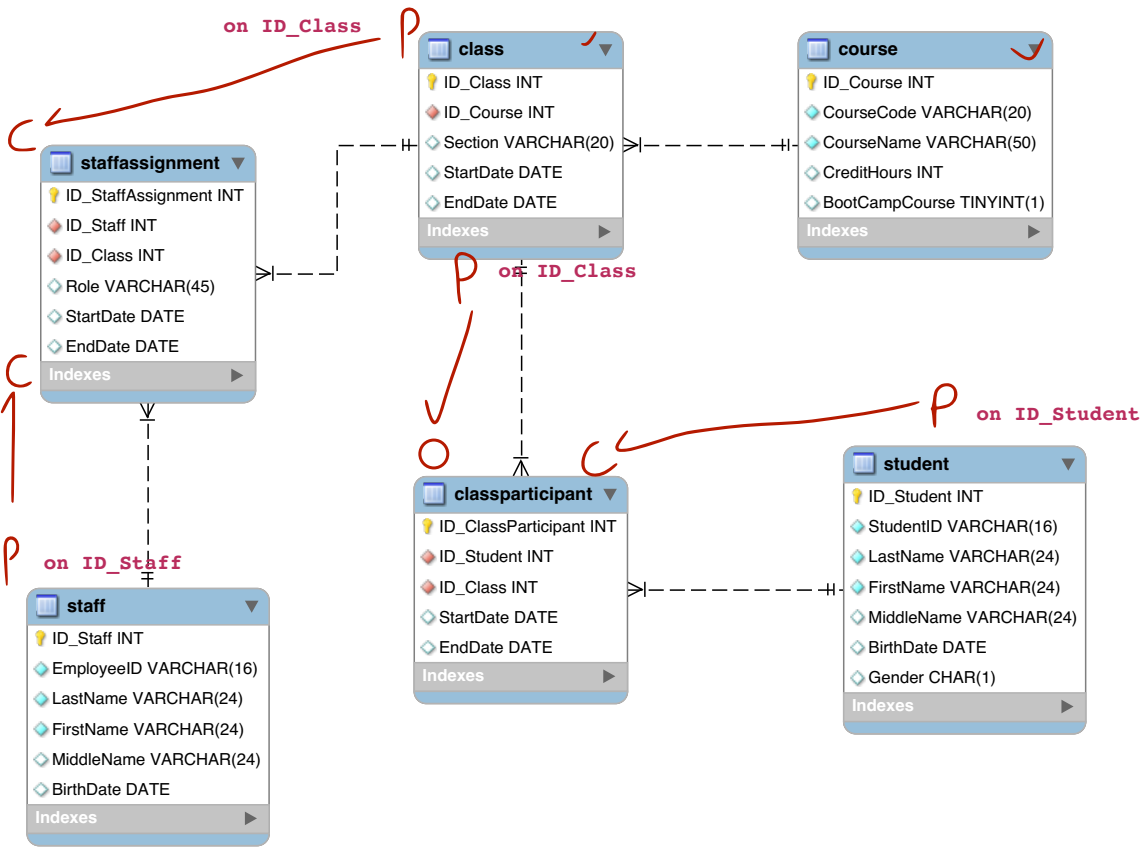 on ID_Class
P
class
ID_Class INT
ID_Course INT
Section VARCHAR(20)
StartDate DATE
EndDate DATE
Indexes
course
ID_Course INT
CourseCode VARCHAR(20)
CourseName VARCHAR(50)
CreditHours INT
BootCampCourse TINYINT(1)
Indexes
C
staffassignment
ID_StaffAssignment INT
ID_Staff INT
ID_Class INT
Role VARCHAR(45)
StartDate DATE
EndDate DATE
Indexes
C
P
on ID_Class
O
C
P
on ID_Student
classparticipant
ID_ClassParticipant INT
ID_Student INT
ID_Class INT
StartDate DATE
EndDate DATE
Indexes
student
ID_Student INT
StudentID VARCHAR(16)
LastName VARCHAR(24)
FirstName VARCHAR(24)
MiddleName VARCHAR(24)
BirthDate DATE
Gender CHAR(1)
Indexes
P
on ID_Staff
staff
ID_Staff INT
EmployeeID VARCHAR(16)
LastName VARCHAR(24)
FirstName VARCHAR(24)
MiddleName VARCHAR(24)
BirthDate DATE
Indexes